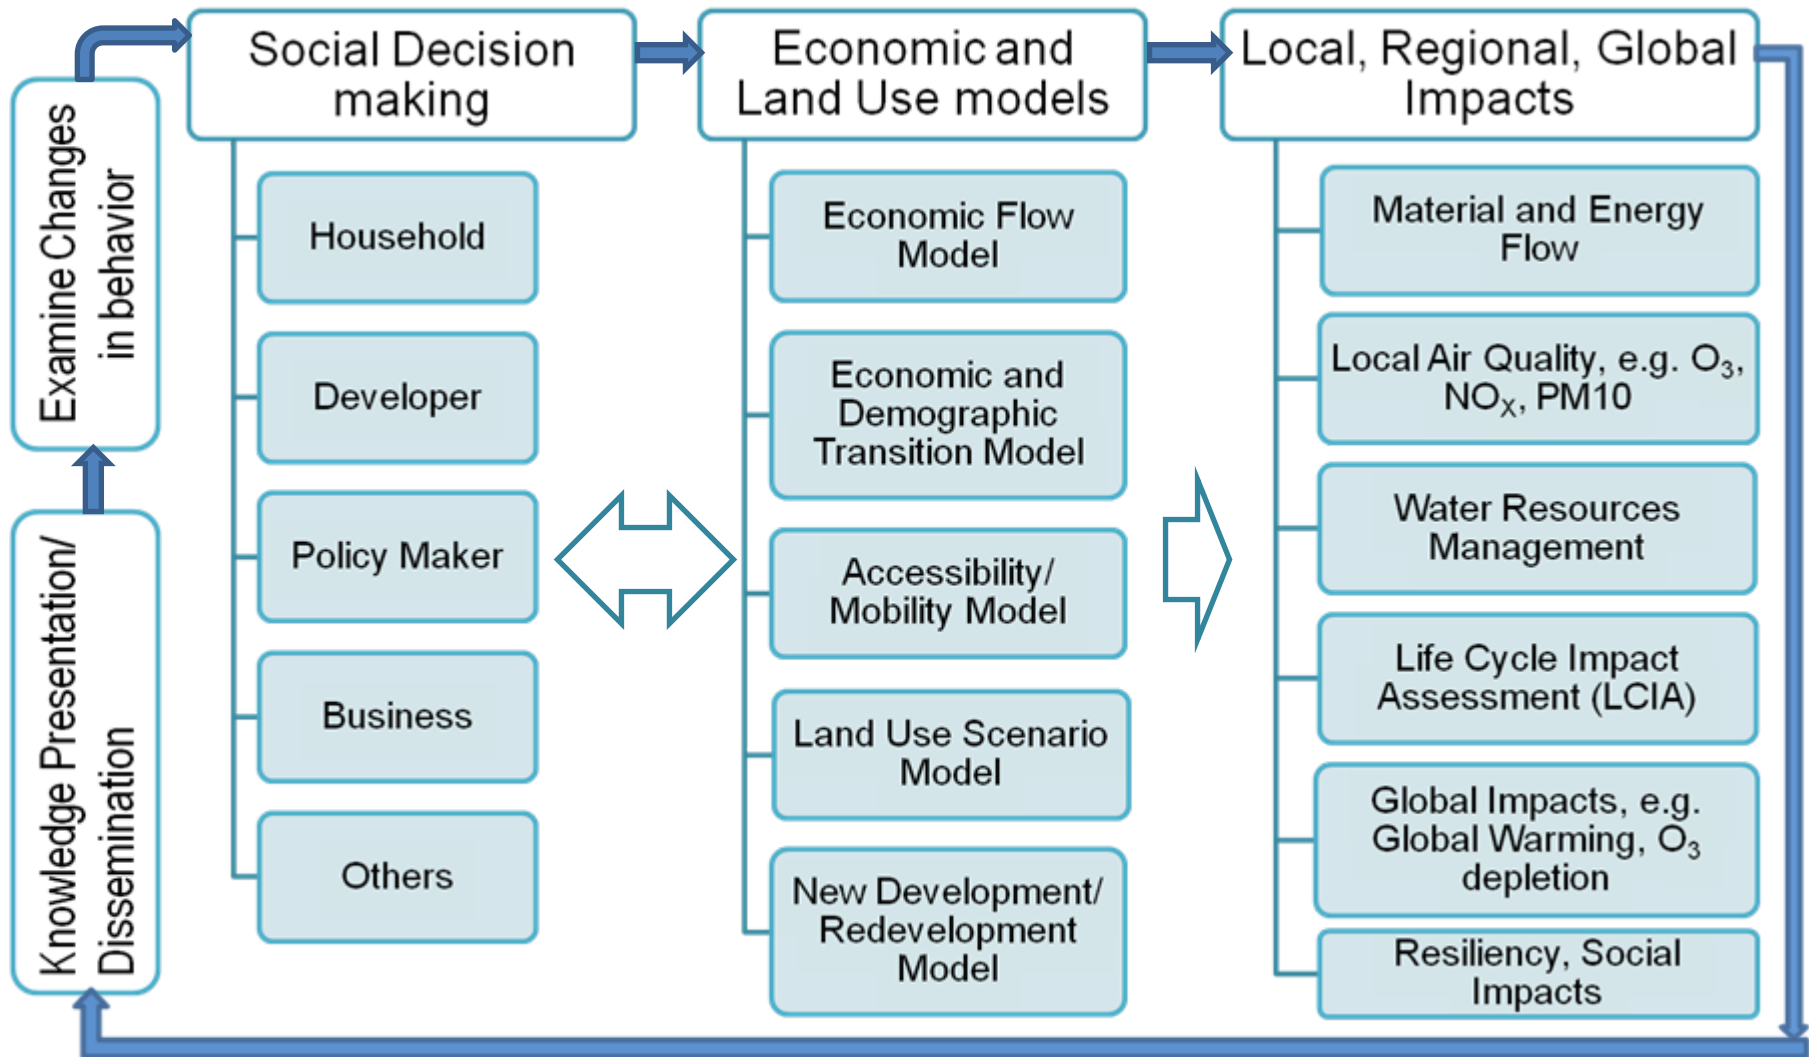 Examine Changes
in behavior
Knowledge Presentation/
Dissemination
Social Decision
making
Household
Developer
Policy Maker
Business
Others
Economic and
Land Use models
Economic Flow
Model
Economic and
Demographic
Transition Model
Accessibility/
Mobility Model
Land Use Scenario
Model
New Development/
Redevelopment
Model
Local, Regional, Global
Impacts
Material and Energy
Flow
Local Air Quality, e.g. O₃,
NOₓ, PM10
Water Resources
Management
Life Cycle Impact
Assessment (LCIA)
Global Impacts, e.g.
Global Warming, O₃
depletion
Resiliency, Social
Impacts